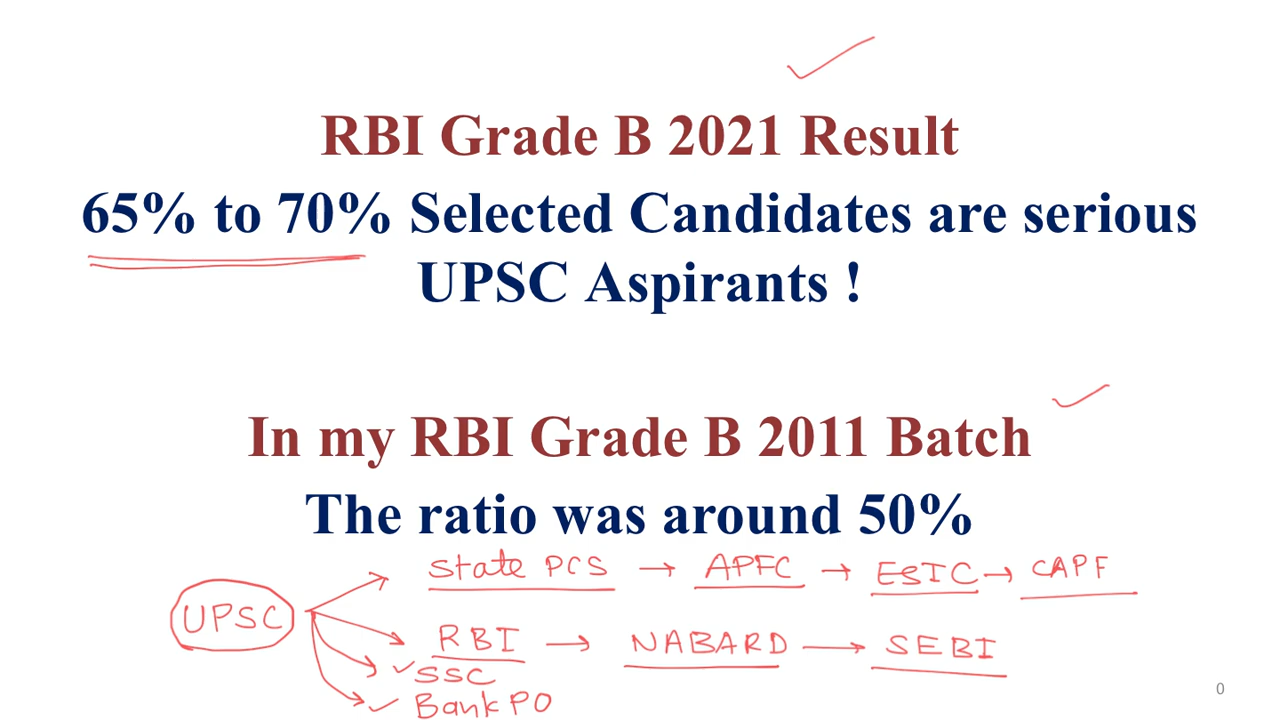 RBI Grade B 2021 Result
65% to 70% Selected Candidates are serious
UPSC Aspirants !
In my RBI Grade B 2011 Batch
The ratio was around 50%
State PCS → APFC → ESIC → CAPF
UPSC
RBI → NABARD → SEBI
SSC
Bank PO
0